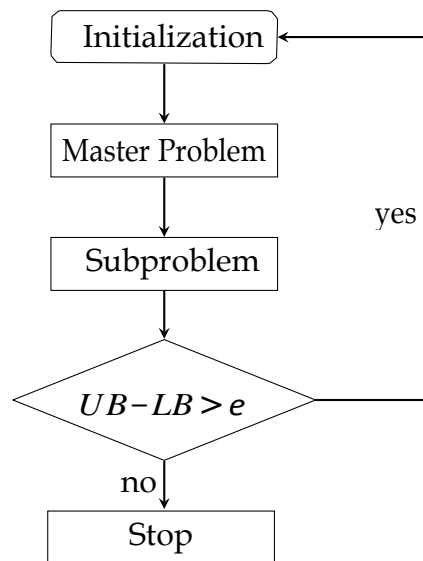 Initialization
Master Problem
yes
Subproblem
UB-LB>e
no
Stop